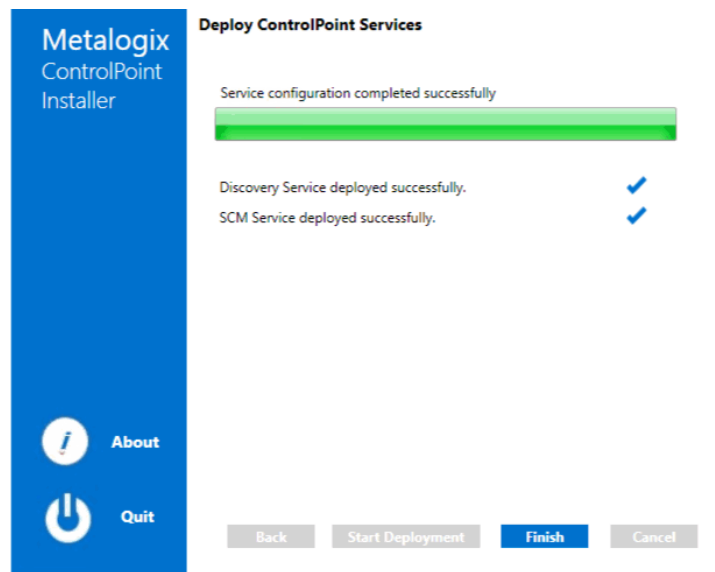 Metalogix
ControlPoint
Installer
Deploy ControlPoint Services
Service configuration completed successfully
Discovery Service deployed successfully.
SCM Service deployed successfully.
i About
Quit
Back Start Deployment Finish Cancel